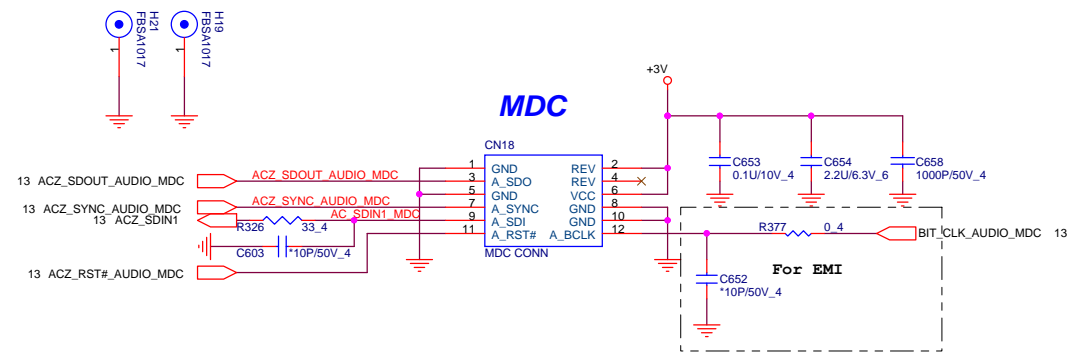 H21
FBSA1017
1
H19
FBSA1017
1
MDC
+3V
CN18
1 GND REV 2
3 A_SDO REV 4
5 GND VCC 6
7 A_SYNC GND 8
9 A_SDI GND 10
11 A_RST# A_BCLK 12
MDC CONN
13 ACZ_SDOUT_AUDIO_MDC
ACZ_SDOUT_AUDIO_MDC
13 ACZ_SYNC_AUDIO_MDC
ACZ_SYNC_AUDIO_MDC
13 ACZ_SDIN1
AC_SDIN1_MDC
R326 33_4
C603 *10P/50V_4
13 ACZ_RST#_AUDIO_MDC
C653
0.1U/10V_4
C654
2.2U/6.3V_6
C658
1000P/50V_4
R377 0_4
BIT_CLK_AUDIO_MDC 13
For EMI
C652
*10P/50V_4